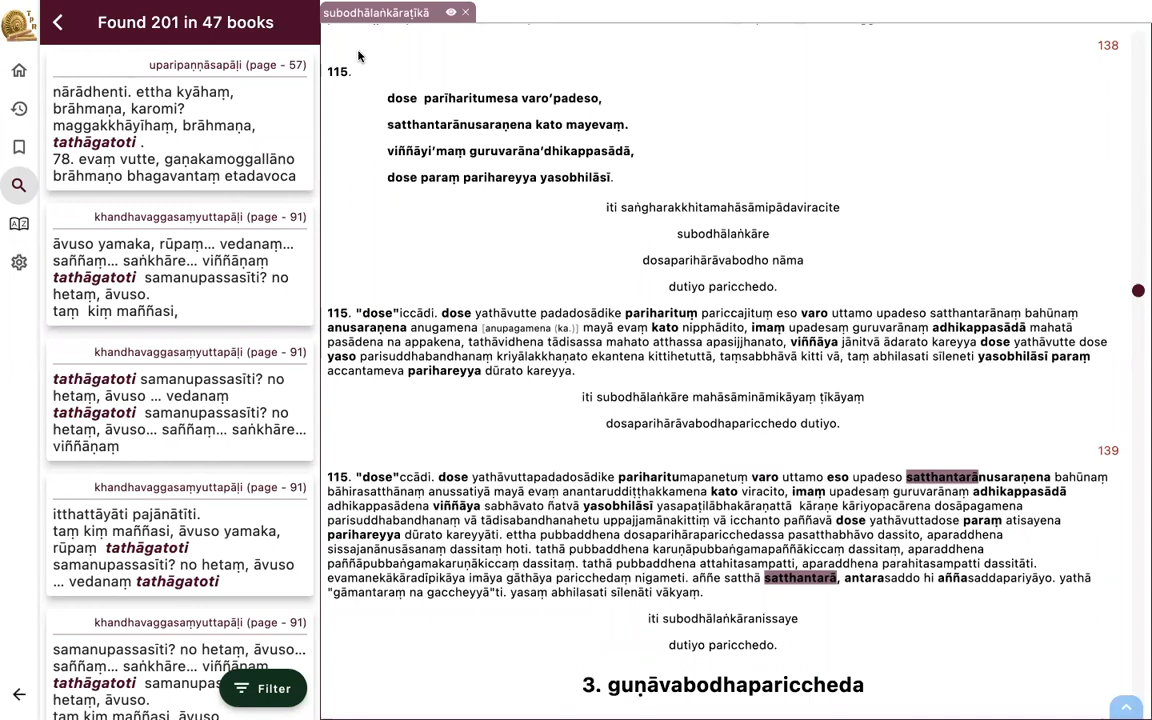 Found 201 in 47 books
uparipaṇṇāsapāḷi (page - 57)
nārādhenti. ettha kyāhaṃ,
brāhmaṇa, karomi?
maggakkhāyīhaṃ, brāhmaṇa,
tathāgatoti .
78. evaṃ vutte, gaṇakamoggallāno
brāhmaṇo bhagavantaṃ etadavoca
khandhavaggasaṃyuttapāḷi (page - 91)
āvuso yamaka, rūpaṃ... vedanaṃ...
saññaṃ... saṅkhāre... viññāṇaṃ
tathāgatoti samanupassasīti? no
hetaṃ, āvuso.
taṃ kiṃ maññasi,
khandhavaggasaṃyuttapāḷi (page - 91)
tathāgatoti samanupassasīti? no
hetaṃ, āvuso ... vedanaṃ
tathāgatoti samanupassasīti? no
hetaṃ, āvuso... saññaṃ... saṅkhāre...
viññāṇaṃ
khandhavaggasaṃyuttapāḷi (page - 91)
itthattāyāti pajānātīti.
taṃ kiṃ maññasi, āvuso yamaka,
rūpaṃ tathāgatoti
samanupassasīti? no hetaṃ, āvuso
... vedanaṃ tathāgatoti
khandhavaggasaṃyuttapāḷi (page - 91)
samanupassasīti? no hetaṃ, āvuso...
saññaṃ... saṅkhāre... viññāṇaṃ
tathāgatoti samanupas
hetaṃ, āvuso.
taṃ kiṃ maññasi, āvuso
Filter
subodhālaṅkāraṭīkā
138
115.
dose parīharitumesa varo'padeso,
satthantarānusaraṇena kato mayevaṃ.
viññāyi'maṃ guruvarāna'dhikappasādā,
dose paraṃ parihareyya yasobhilāsī.
iti saṅgharakkhitamahāsāmipādaviracite
subodhālaṅkāre
dosaparihārāvabodho nāma
dutiyo paricchedo.
115. "dose"iccādi. dose yathāvutte padadosādike pariharituṃ pariccajituṃ eso varo uttamo upadeso satthantarānaṃ bahūnaṃ
anusaraṇena anugamena [anupagamena (ka.)] mayā evaṃ kato nipphādito, imaṃ upadesaṃ guruvarānaṃ adhikappasādā mahatā
pasādena na appakena, tathāvidhena tādisassa mahato atthassa apasijjhanato, viññāya jānitvā ādarato kareyya dose yathāvutte dose
yaso parisuddhabandhanaṃ kriyālakkhaṇato ekantena kittihetuttā, taṃsabbhāvā kitti vā, taṃ abhilasati sīleneti yasobhilāsī paraṃ
accantameva parihareyya dūrato kareyya.
iti subodhālaṅkāre mahāsāmināmikāyaṃ ṭīkāyaṃ
dosaparihārāvabodhaparicchedo dutiyo.
139
115. "dose"ccādi. dose yathāvuttapadadosādike pariharitumapanetuṃ varo uttamo eso upadeso satthantarānusaraṇena bahūnaṃ
bāhirasatthānaṃ anussatiyā mayā evaṃ anantaruddiṭṭhakkamena kato viracito, imaṃ upadesaṃ guruvarānaṃ adhikappasādā
adhikappasādena viññāya sabhāvato ñatvā yasobhilāsī yasapaṭilābhakāraṇattā kāraṇe kāriyopacārena dosāpagamena
parisuddhabandhanaṃ vā tādisabandhanahetu uppajjamānakittiṃ vā icchanto paññavā dose yathāvuttadose paraṃ atisayena
parihareyya dūrato kareyyāti. ettha pubbaddhena dosaparihāraparicchedassa pasatthabhāvo dassito, aparaddhena
sissajanānusāsanaṃ dassitaṃ hoti. tathā pubbaddhena karuṇāpubbaṅgamapaññākiccaṃ dassitaṃ, aparaddhena
paññāpubbaṅgamakaruṇākiccaṃ dassitaṃ. tathā pubbaddhena attahitasampatti, aparaddhena parahitasampatti dassitāti.
evamanekākāradīpikāya imāya gāthāya paricchedaṃ nigameti. aññe satthā satthantarā, antarasaddo hi aññasaddapariyāyo. yathā
"gāmantaraṃ na gaccheyyā"ti. yasaṃ abhilasati sīlenāti vākyaṃ.
iti subodhālaṅkāranissaye
dutiyo paricchedo.
3. guṇāvabodhapariccheda